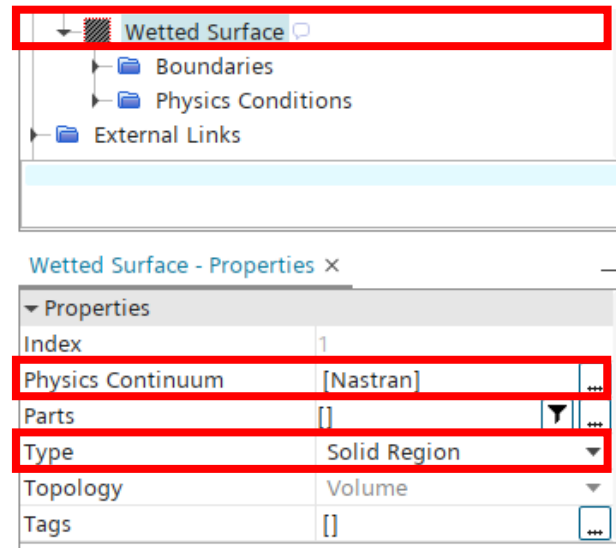 Wetted Surface
Boundaries
Physics Conditions
External Links
Wetted Surface - Properties ×
Properties
Index 1
Physics Continuum [Nastran] ...
Parts [] ...
Type Solid Region
Topology Volume
Tags [] ...